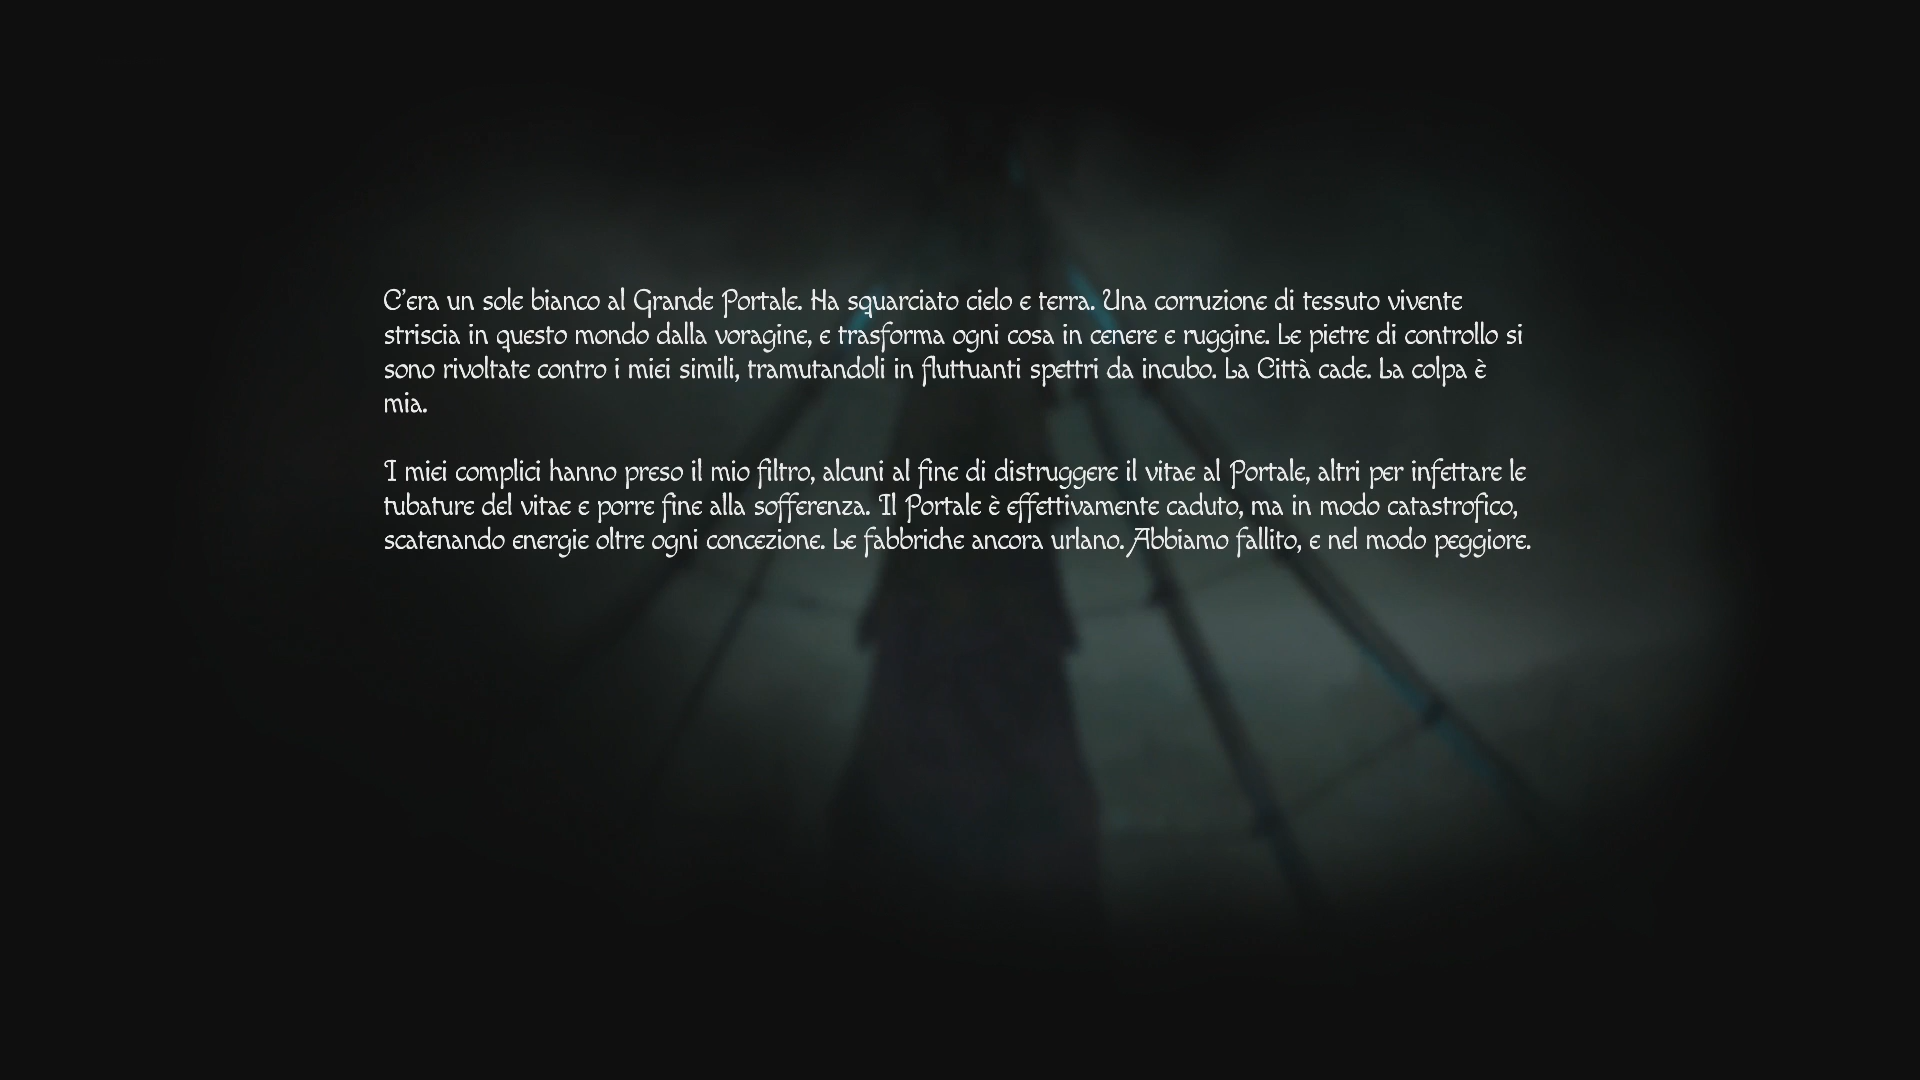 C'era un sole bianco al Grande Portale. Ha squarciato cielo e terra. Una corruzione di tessuto vivente
striscia in questo mondo dalla voragine, e trasforma ogni cosa in cenere e ruggine. Le pietre di controllo si
sono rivoltate contro i miei simili, tramutandoli in fluttuanti spettri da incubo. La Città cade. La colpa è
mia.
I miei complici hanno preso il mio filtro, alcuni al fine di distruggere il vitae al Portale, altri per infettare le
tubature del vitae e porre fine alla sofferenza. Il Portale è effettivamente caduto, ma in modo catastrofico,
scatenando energie oltre ogni concezione. Le fabbriche ancora urlano. Abbiamo fallito, e nel modo peggiore.